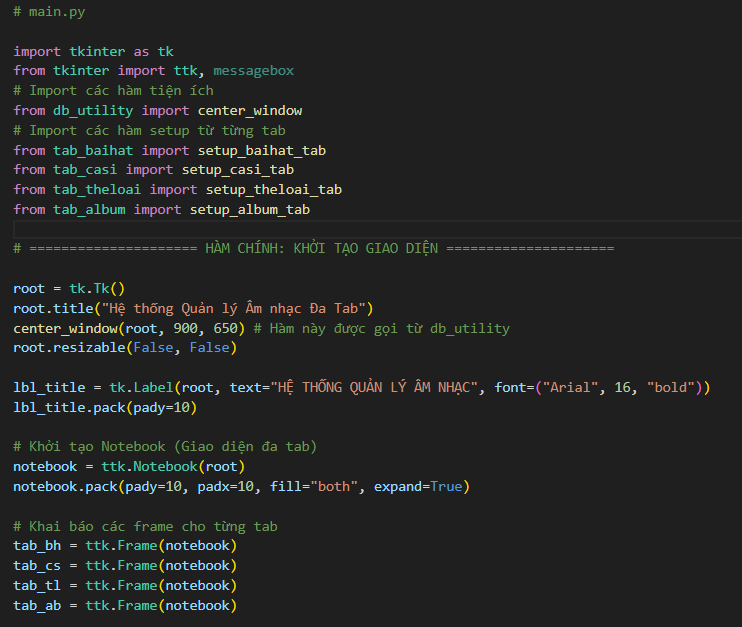 # main.py
import tkinter as tk
from tkinter import ttk, messagebox
# Import các hàm tiện ích
from db_utility import center_window
# Import các hàm setup từ từng tab
from tab_baihat import setup_baihat_tab
from tab_casi import setup_casi_tab
from tab_theloai import setup_theloai_tab
from tab_album import setup_album_tab
# ===================== HÀM CHÍNH: KHỞI TẠO GIAO DIỆN =====================
root = tk.Tk()
root.title("Hệ thống Quản lý Âm nhạc Đa Tab")
center_window(root, 900, 650) # Hàm này được gọi từ db_utility
root.resizable(False, False)
lbl_title = tk.Label(root, text="HỆ THỐNG QUẢN LÝ ÂM NHẠC", font=("Arial", 16, "bold"))
lbl_title.pack(pady=10)
# Khởi tạo Notebook (Giao diện đa tab)
notebook = ttk.Notebook(root)
notebook.pack(pady=10, padx=10, fill="both", expand=True)
# Khai báo các frame cho từng tab
tab_bh = ttk.Frame(notebook)
tab_cs = ttk.Frame(notebook)
tab_tl = ttk.Frame(notebook)
tab_ab = ttk.Frame(notebook)